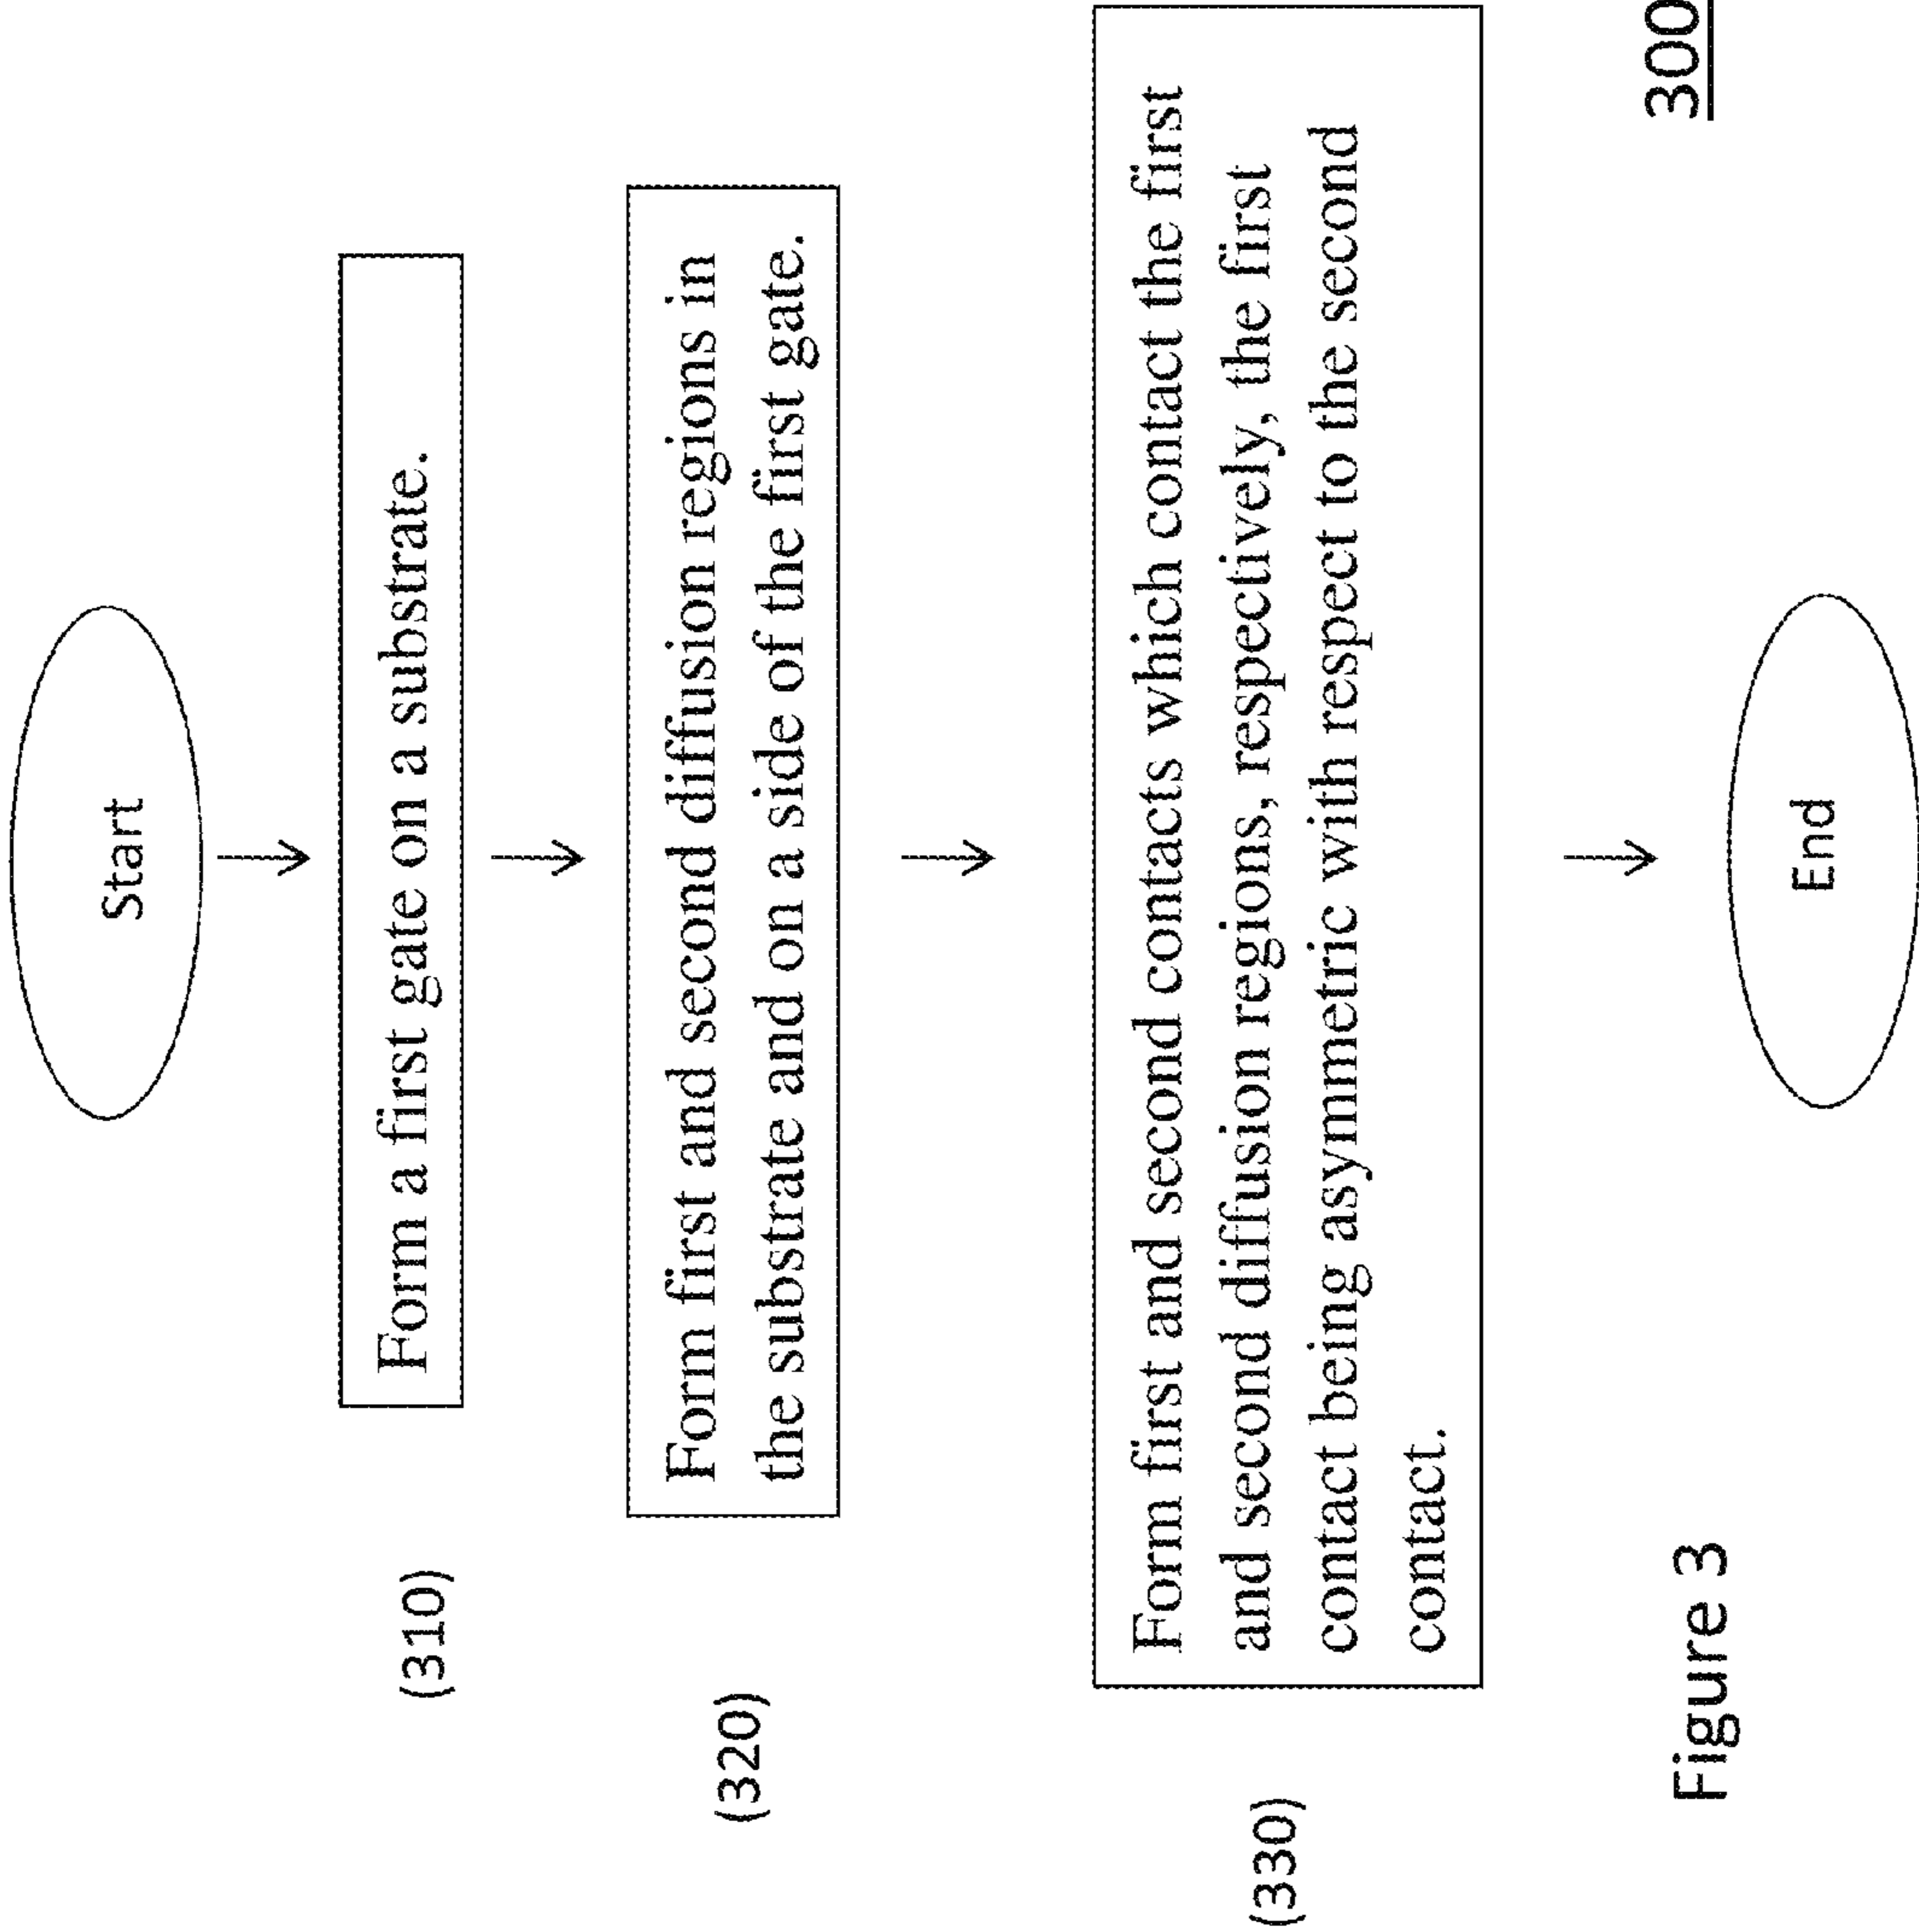 Start
(310)
Form a first gate on a substrate.
(320)
Form first and second diffusion regions in
the substrate and on a side of the first gate.
(330)
Form first and second contacts which contact the first
and second diffusion regions, respectively, the first
contact being asymmetric with respect to the second
contact.
End
Figure 3
300